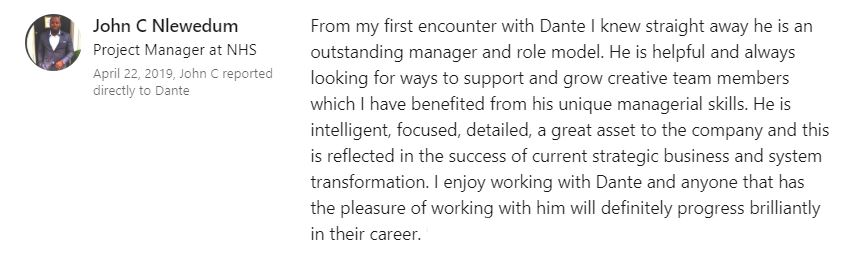 John C Nlewedum
Project Manager at NHS
April 22, 2019, John C reported
directly to Dante
From my first encounter with Dante I knew straight away he is an
outstanding manager and role model. He is helpful and always
looking for ways to support and grow creative team members
which I have benefited from his unique managerial skills. He is
intelligent, focused, detailed, a great asset to the company and this
is reflected in the success of current strategic business and system
transformation. I enjoy working with Dante and anyone that has
the pleasure of working with him will definitely progress brilliantly
in their career.